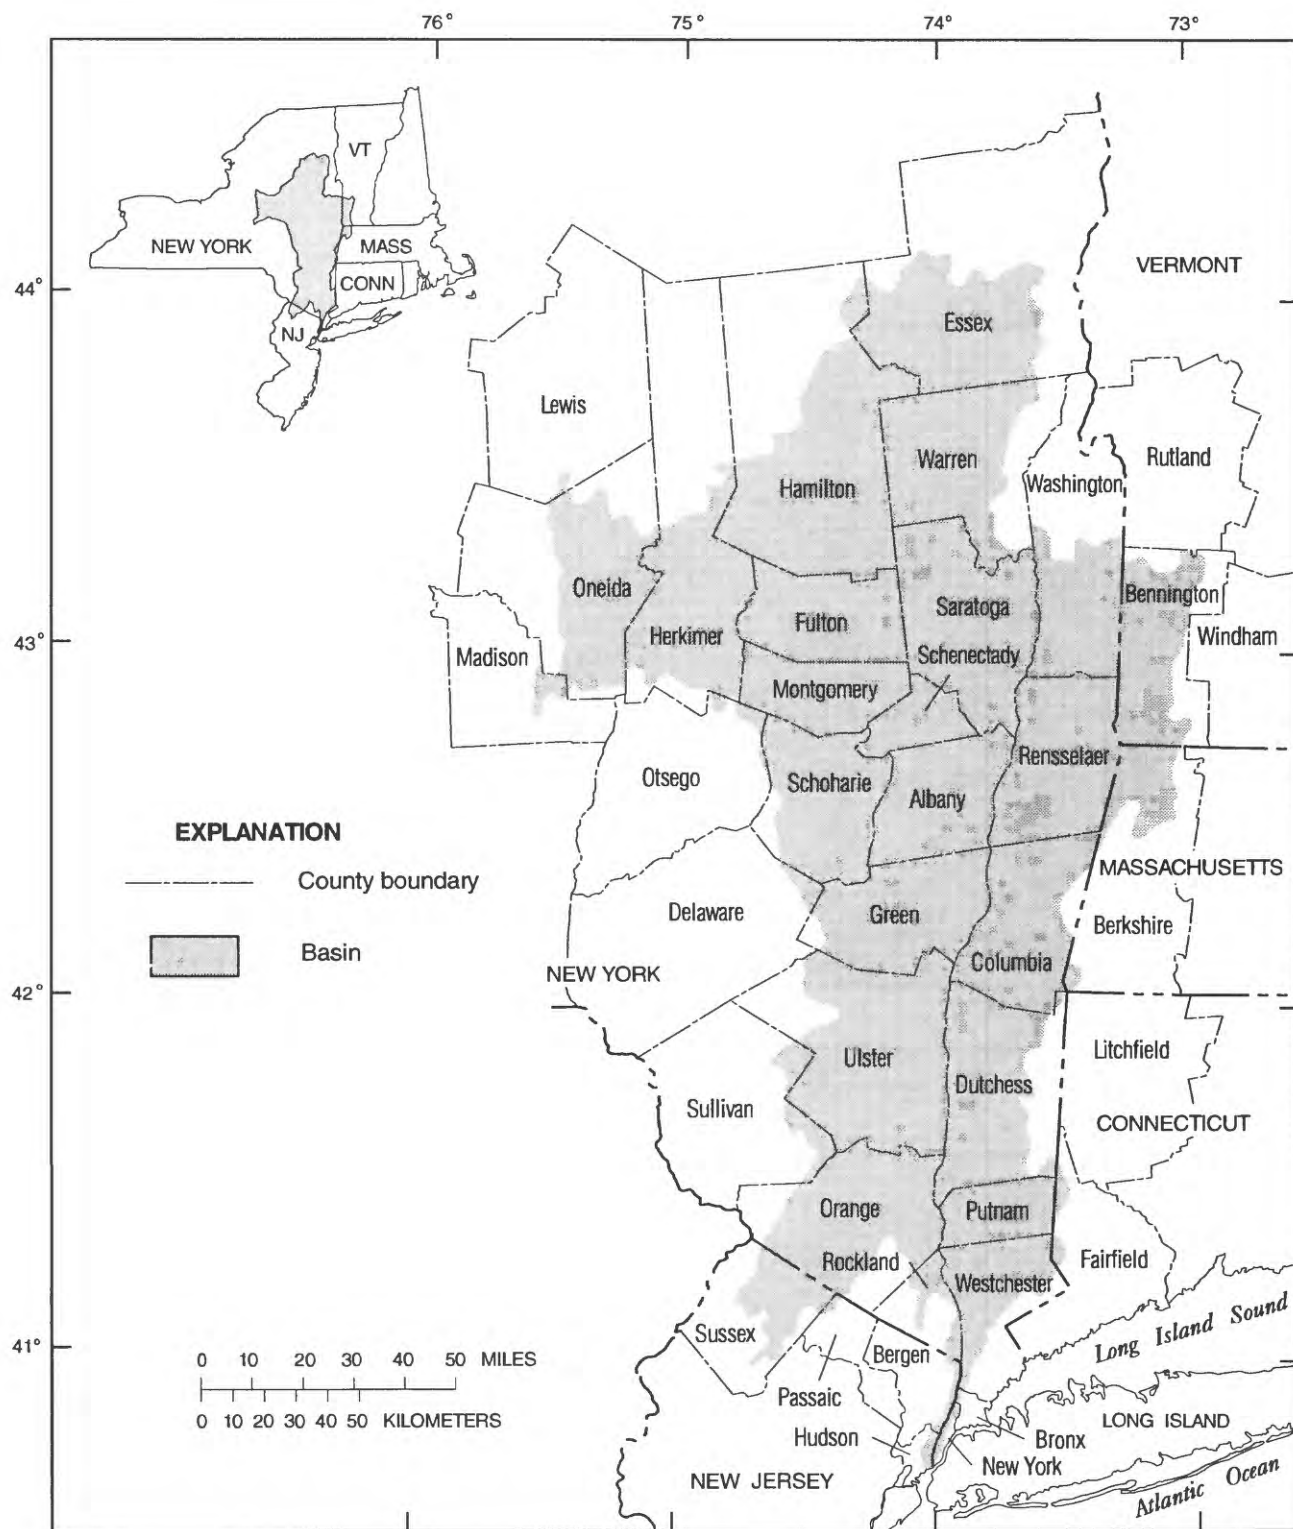 76°
75°
74°
73°
VT
NEW YORK
MASS
CONN
NJ
44°
VERMONT
Essex
Lewis
Warren
Rutland
Hamilton
Washington
Oneida
Saratoga
Bennington
43°
Herkimer
Fulton
Windham
Madison
Schenectady
Montgomery
Otsego
Schoharie
Rensselaer
Albany
EXPLANATION
County boundary
MASSACHUSETTS
Delaware
Green
Berkshire
Basin
NEW YORK
Columbia
42°
Litchfield
Ulster
Dutchess
Sullivan
CONNECTICUT
Orange
Putnam
Rockland
Westchester
Fairfield
41°
Sussex
Long Island Sound
Bergen
0 10 20 30 40 50 MILES
Passaic
0 10 20 30 40 50 KILOMETERS
LONG ISLAND
Hudson
Bronx
New York
NEW JERSEY
Atlantic Ocean